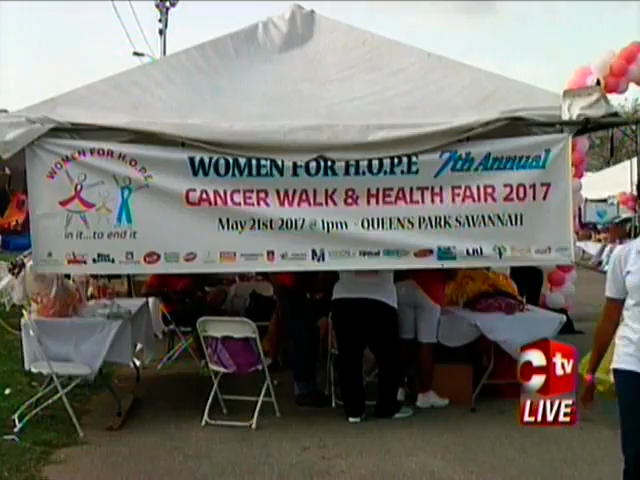 WOMEN FOR H.O.P.E
in it...to end it
WOMEN FOR H.O.P.E 7th Annual
CANCER WALK & HEALTH FAIR 2017
May 21st 2017 @ 1pm - QUEEN'S PARK SAVANNAH
C tv
LIVE